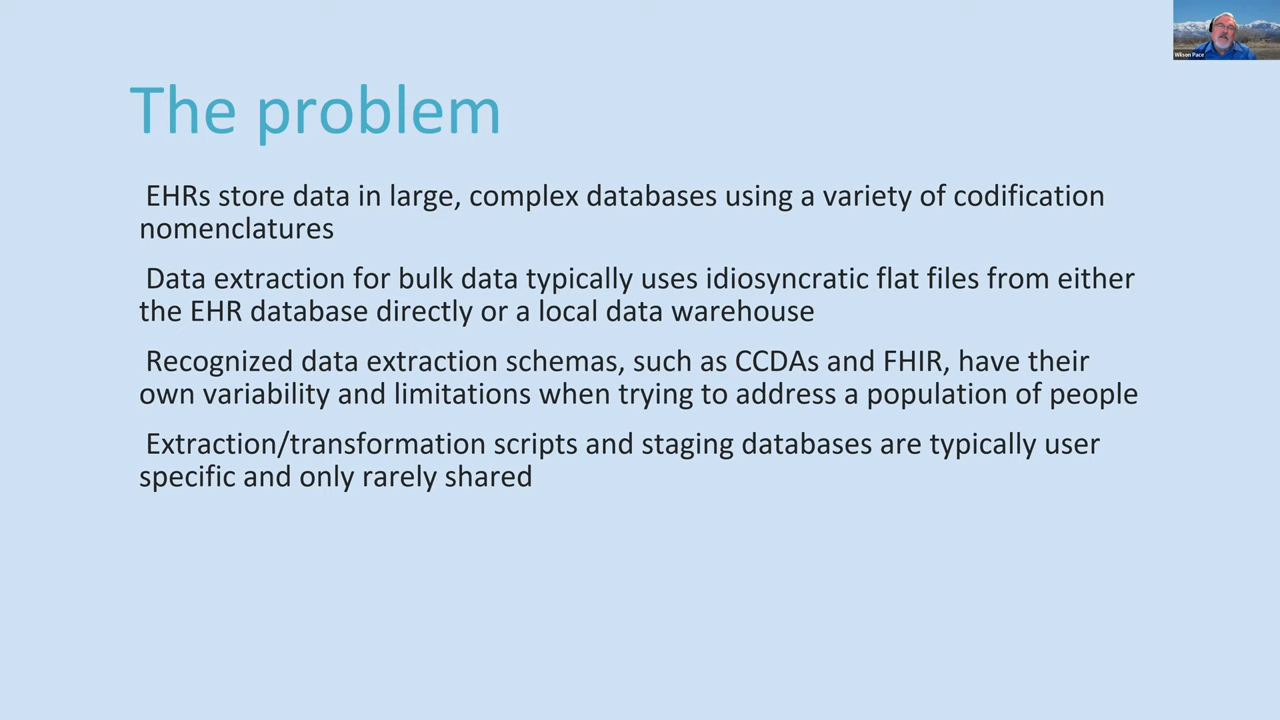 Wilson Pace
The problem
EHRs store data in large, complex databases using a variety of codification
nomenclatures
Data extraction for bulk data typically uses idiosyncratic flat files from either
the EHR database directly or a local data warehouse
Recognized data extraction schemas, such as CCDAs and FHIR, have their
own variability and limitations when trying to address a population of people
Extraction/transformation scripts and staging databases are typically user
specific and only rarely shared